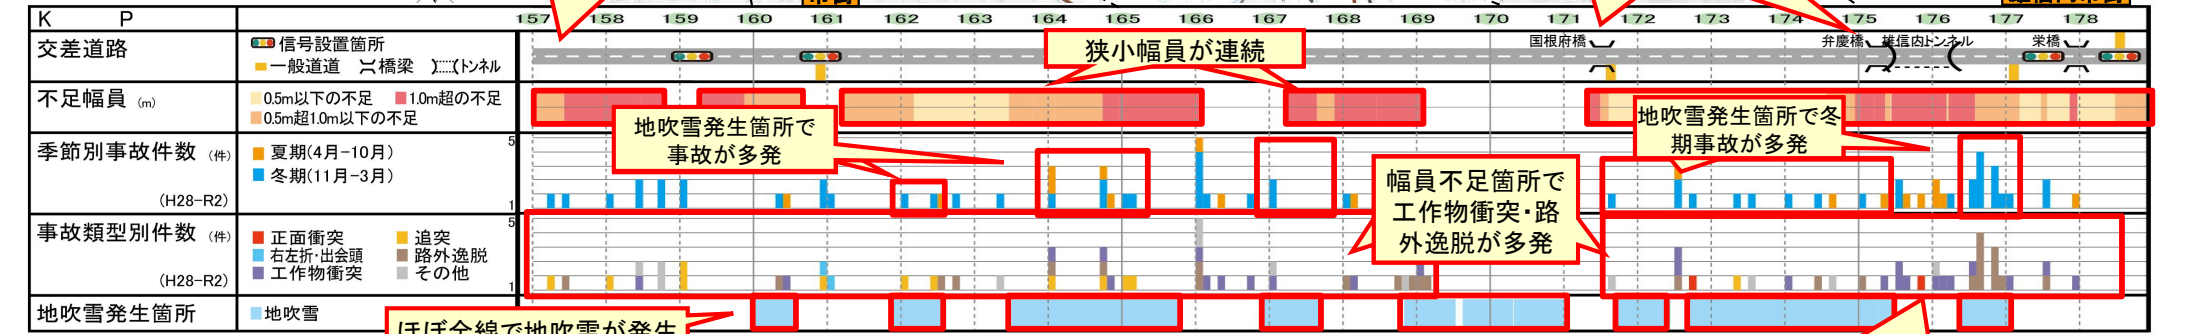 K P 157 158 159 160 161 162 163 164 165 166 167 168 169 170 171 172 173 174 175 176 177 178
交差道路
信号設置箇所
一般道道 橋梁 トンネル
狭小幅員が連続
国根府橋
弁慶橋
雄信内トンネル
栄橋
不足幅員 (m)
0.5m以下の不足 1.0m超の不足
0.5m超1.0m以下の不足
地吹雪発生箇所で
事故が多発
地吹雪発生箇所で冬
期事故が多発
季節別事故件数 (件)
(H28-R2)
夏期(4月-10月)
冬期(11月-3月)
5
1
幅員不足箇所で
工作物衝突・路
外逸脱が多発
事故類型別件数 (件)
(H28-R2)
正面衝突 追突
右左折・出会頭 路外逸脱
工作物衝突 その他
5
1
地吹雪発生箇所
地吹雪
ほぼ全線で地吹雪が発生